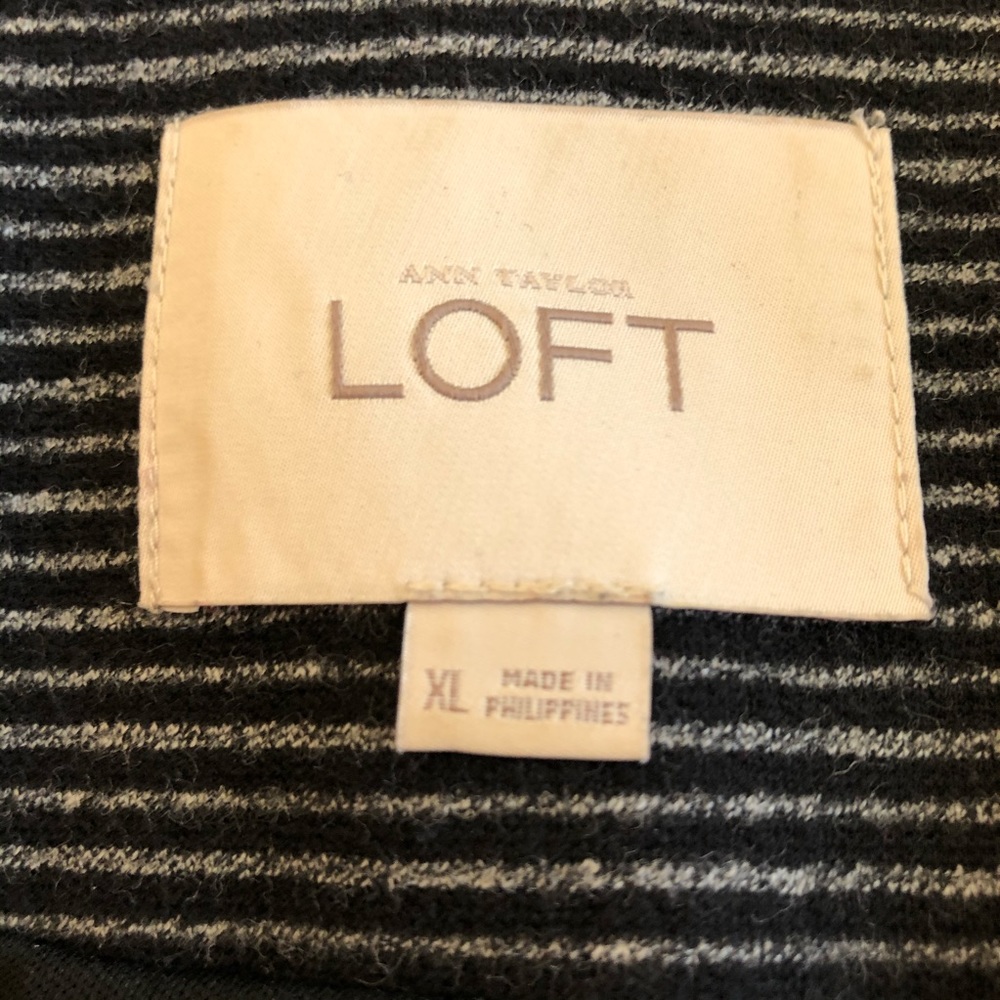 ANN TAYLOR
LOFT
XL
MADE IN
PHILIPPINES